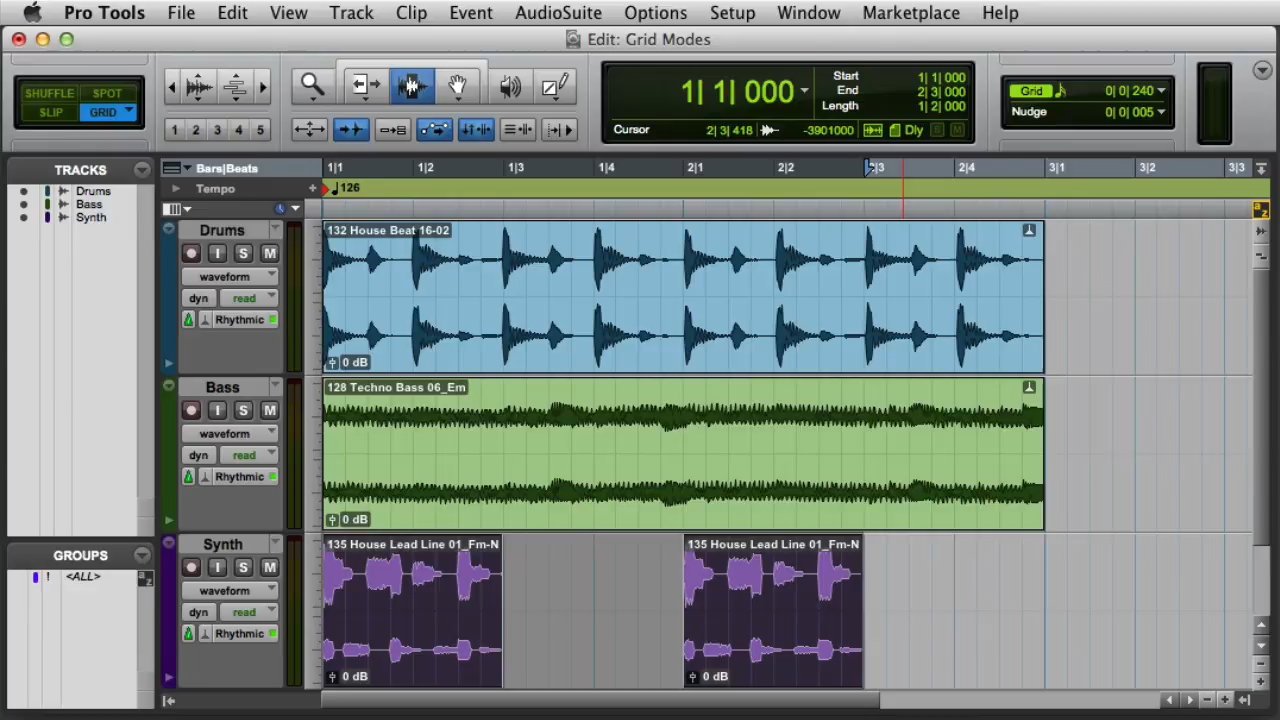 Pro Tools File Edit View Track Clip Event AudioSuite Options Setup Window Marketplace Help
Edit: Grid Modes
SHUFFLE SPOT
SLIP GRID
1 2 3 4 5
1| 1| 000
Start 1| 1| 000
End 2| 3| 000
Length 1| 2| 000
Cursor 2| 3| 418 -3901000 Dly S M
Grid 0| 0| 240
Nudge 0| 0| 005
TRACKS
Drums
Bass
Synth
GROUPS
! <ALL>
a z
Bars|Beats 1|1 1|2 1|3 1|4 2|1 2|2 2|3 2|4 3|1 3|2 3|3
Tempo + 126
a z
Drums
I S M
waveform
dyn read
Rhythmic
132 House Beat 16-02
0 dB
Bass
I S M
waveform
dyn read
Rhythmic
128 Techno Bass 06_Em
0 dB
Synth
I S M
waveform
dyn read
Rhythmic
135 House Lead Line 01_Fm-N 135 House Lead Line 01_Fm-N
0 dB 0 dB